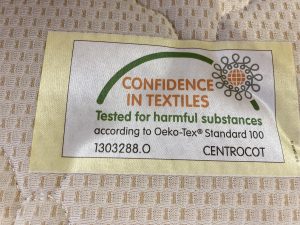 CONFIDENCE
IN TEXTILES
Tested for harmful substances
according to Oeko-Tex® Standard 100
1303288.O CENTROCOT